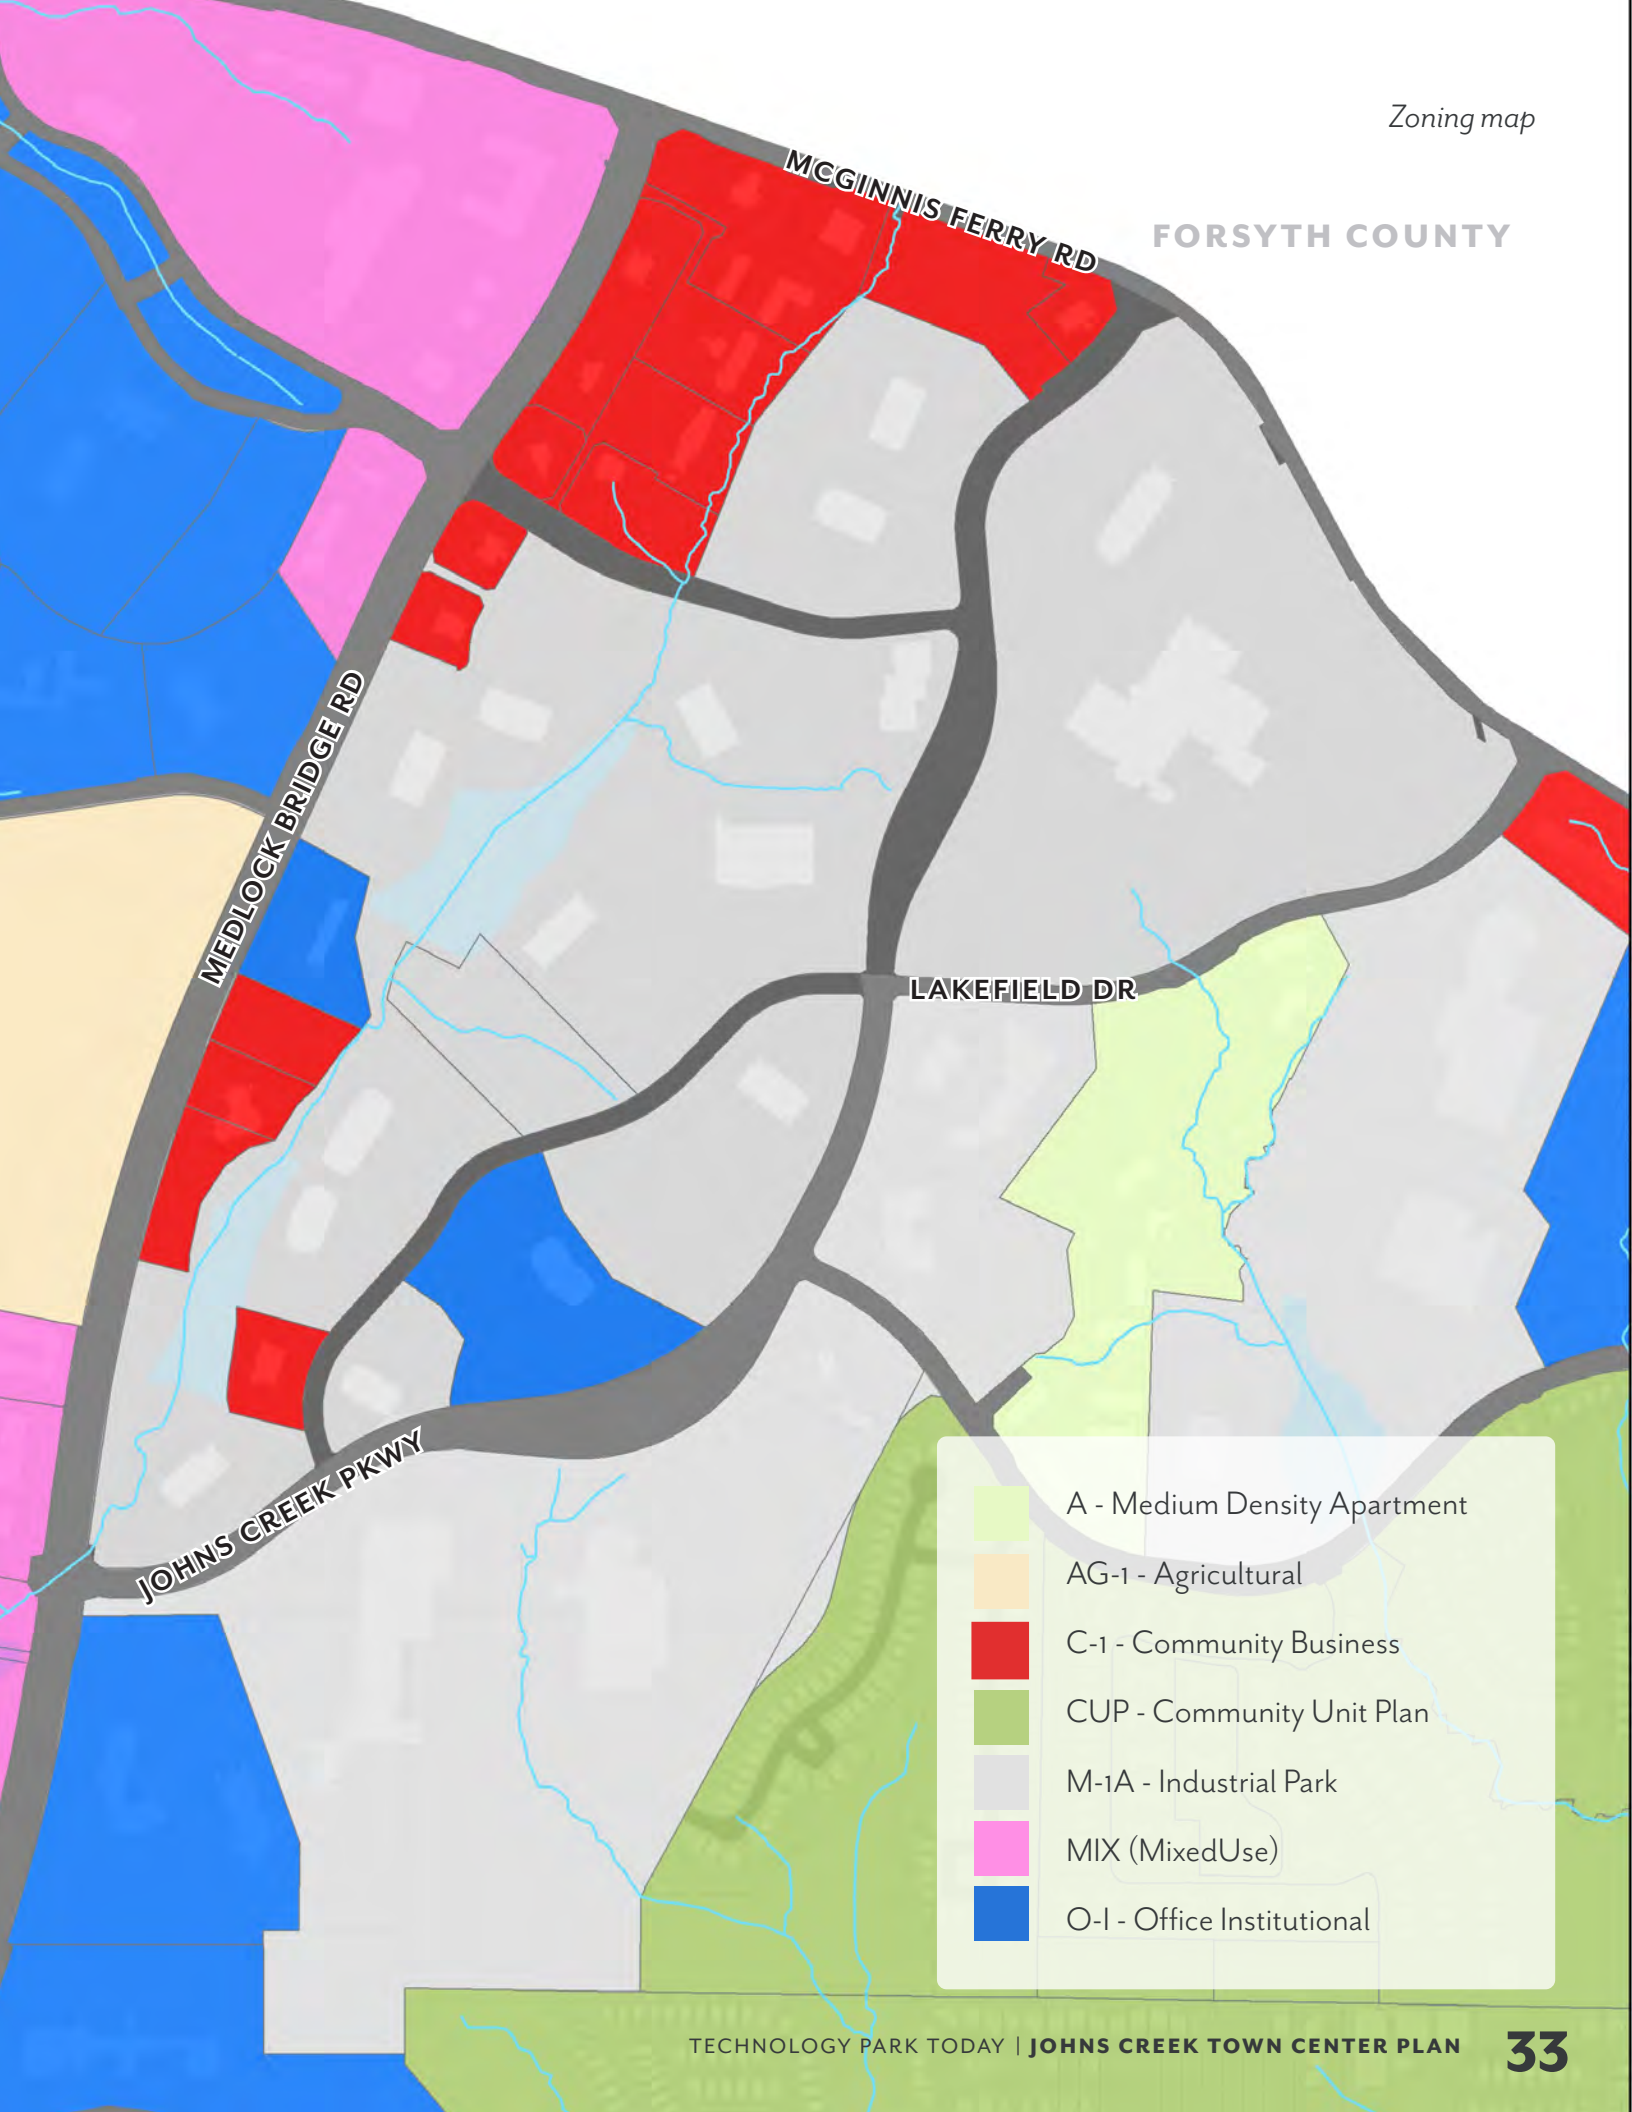 Zoning map
MCGINNIS FERRY RD
FORSYTH COUNTY
MEDLOCK BRIDGE RD
LAKEFIELD DR
JOHNS CREEK PKWY
A - Medium Density Apartment
AG-1 - Agricultural
C-1 - Community Business
CUP - Community Unit Plan
M-1A - Industrial Park
MIX (MixedUse)
O-I - Office Institutional
TECHNOLOGY PARK TODAY | JOHNS CREEK TOWN CENTER PLAN 33